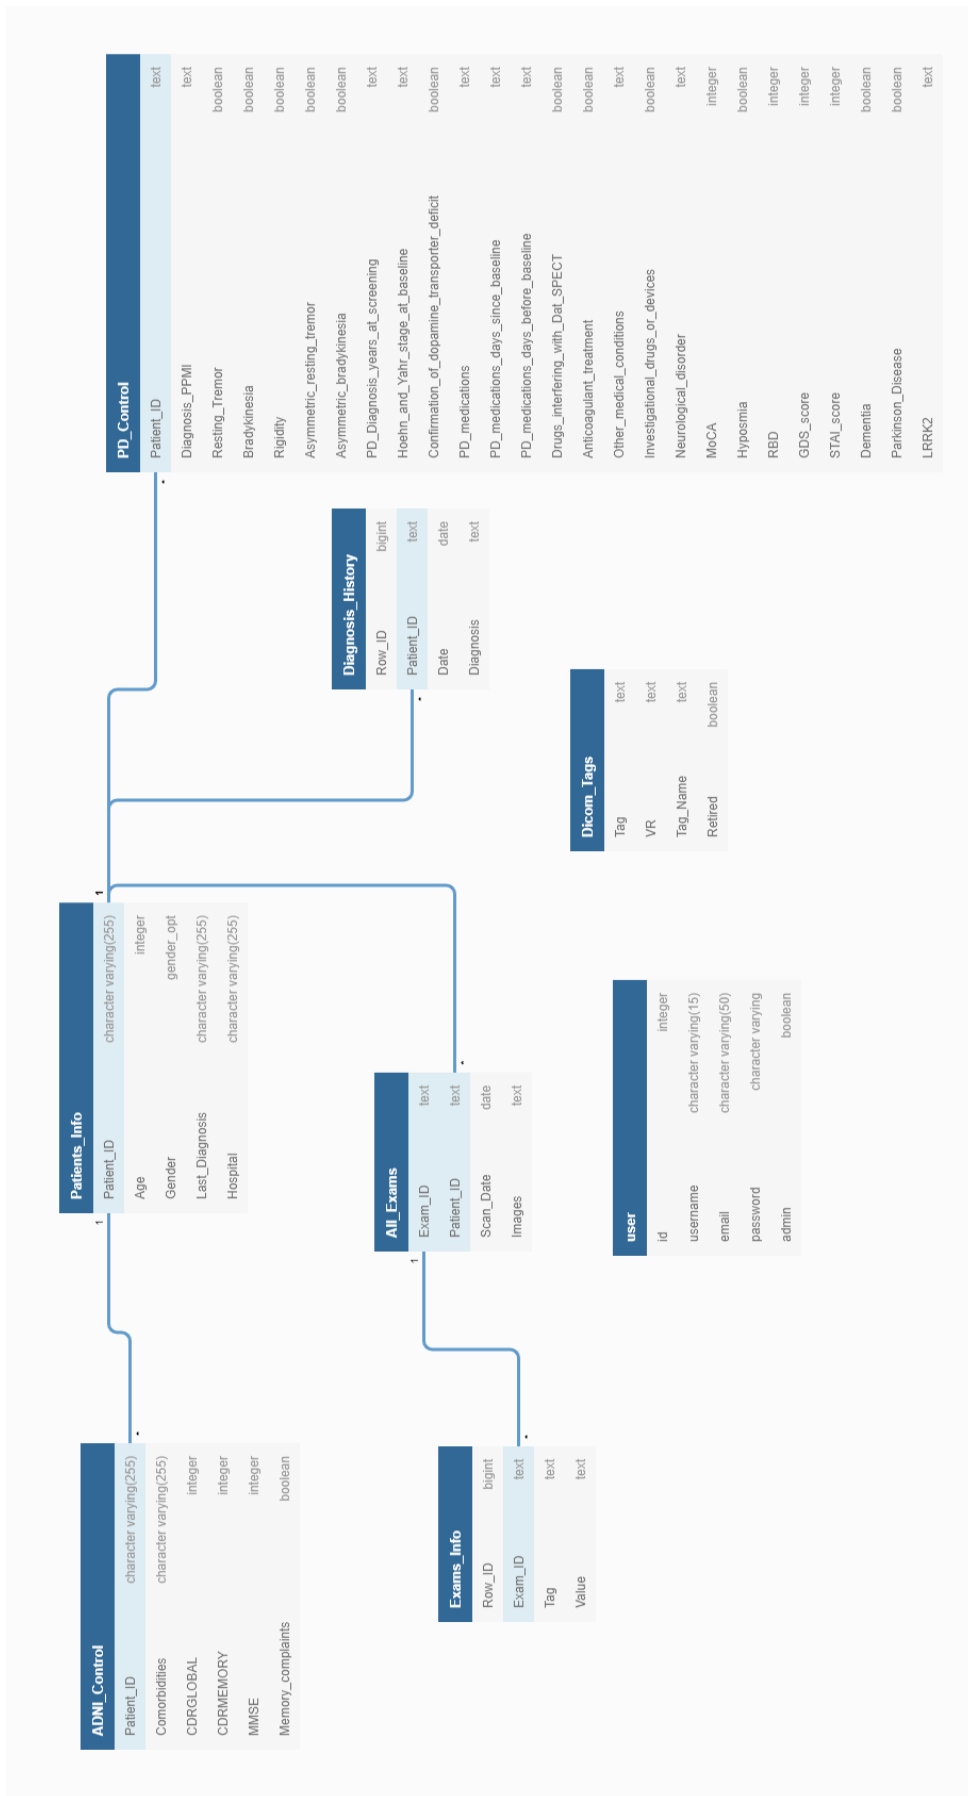 ADNI_Control
Patient_ID character varying(255)
Comorbidities character varying(255)
CDRGLOBAL integer
CDRMEMORY integer
MMSE integer
Memory_complaints boolean
*
1
Patients_Info
Patient_ID character varying(255)
Age integer
Gender gender_opt
Last_Diagnosis character varying(255)
Hospital character varying(255)
1
PD_Control
Patient_ID text
Diagnosis_PPMI text
Resting_Tremor boolean
Bradykinesia boolean
Rigidity boolean
Asymmetric_resting_tremor boolean
Asymmetric_bradykinesia boolean
PD_Diagnosis_years_at_screening text
Hoehn_and_Yahr_stage_at_baseline text
Confirmation_of_dopamine_transporter_deficit boolean
PD_medications text
PD_medications_days_since_baseline text
PD_medications_days_before_baseline text
Drugs_interfering_with_Dat_SPECT boolean
Anticoagulant_treatment boolean
Other_medical_conditions text
Investigational_drugs_or_devices boolean
Neurological_disorder text
MoCA integer
Hyposmia boolean
RBD integer
GDS_score integer
STAI_score integer
Dementia boolean
Parkinson_Disease boolean
LRRK2 text
*
Diagnosis_History
Row_ID bigint
Patient_ID text
Date date
Diagnosis text
*
All_Exams
Exam_ID text
Patient_ID text
Scan_Date date
Images text
*
1
Exams_Info
Row_ID bigint
Exam_ID text
Tag text
Value text
*
Dicom_Tags
Tag text
VR text
Tag_Name text
Retired boolean
user
id integer
username character varying(15)
email character varying(50)
password character varying
admin boolean